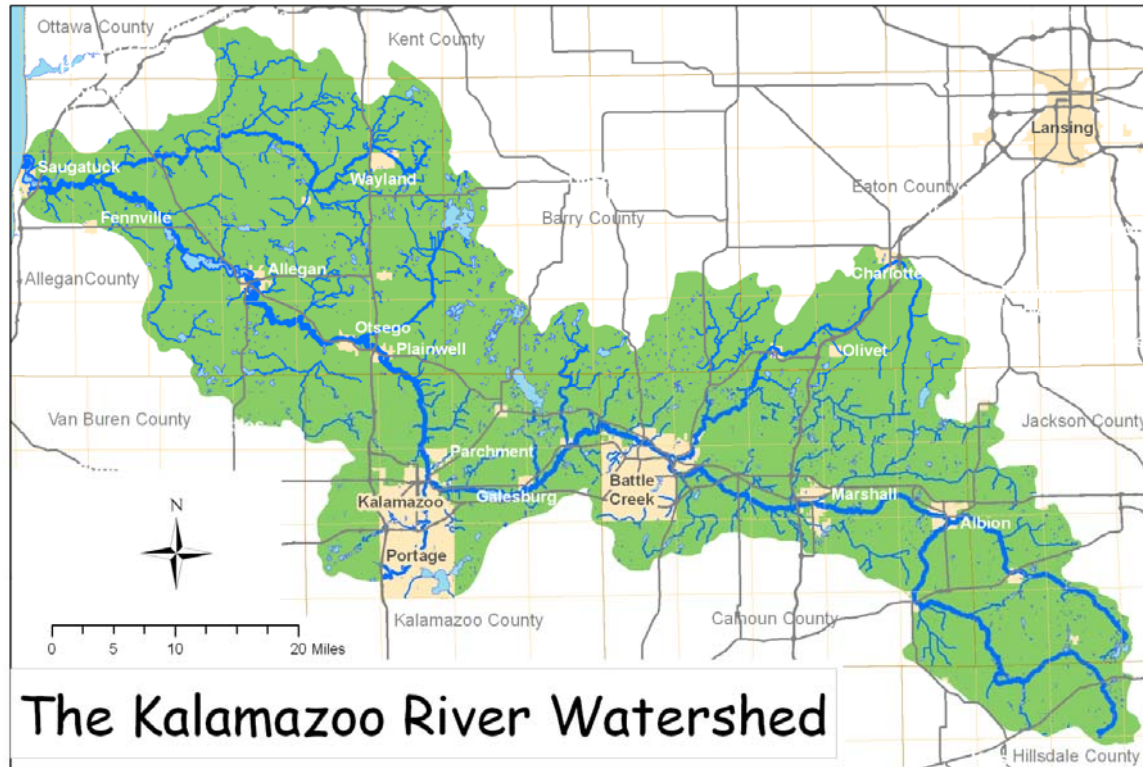 Ottawa County
Kent County
Lansing
Saugatuck
Wayland
Eaton County
Fennville
Barry County
AlleganCounty
Allegan
Charlotte
Otsego
Plainwell
Olivet
Van Buren County
Jackson County
Parchment
Kalamazoo
Galesburg
Battle
Creek
Marshall
Albion
N
Portage
Kalamazoo County
Calhoun County
0 5 10 20 Miles
The Kalamazoo River Watershed
Hillsdale County